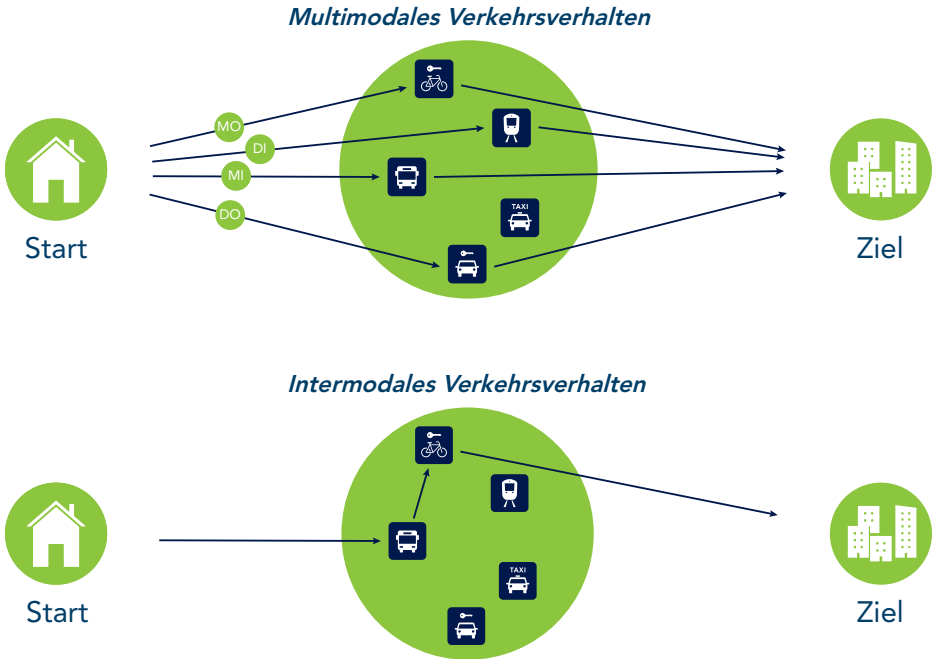 Multimodales Verkehrsverhalten
MO
DI
MI
DO
TAXI
Start
Ziel
Intermodales Verkehrsverhalten
TAXI
Start
Ziel